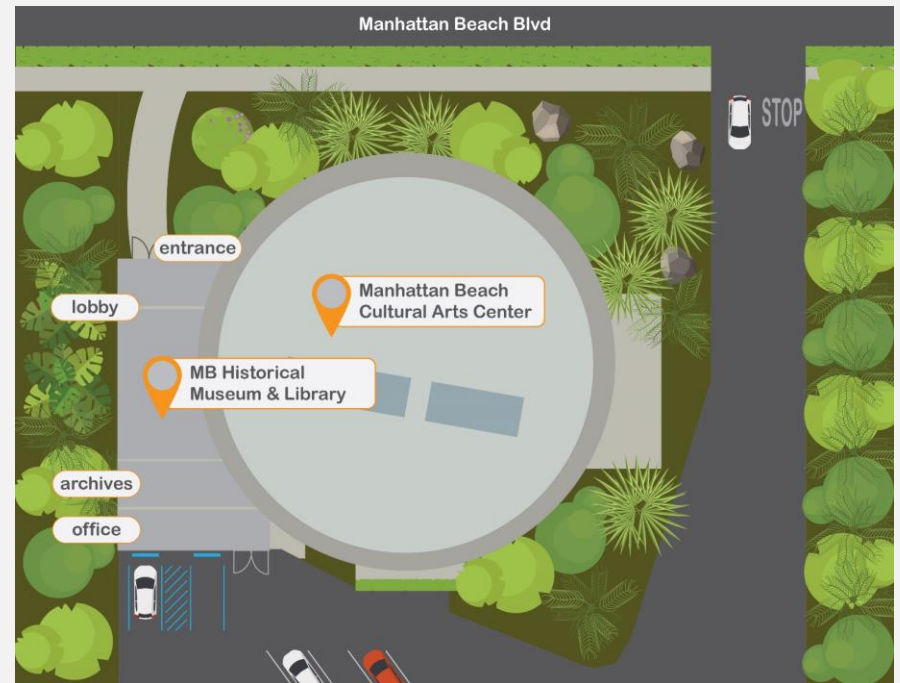 Manhattan Beach Blvd
STOP
entrance
Manhattan Beach
Cultural Arts Center
lobby
MB Historical
Museum & Library
archives
office